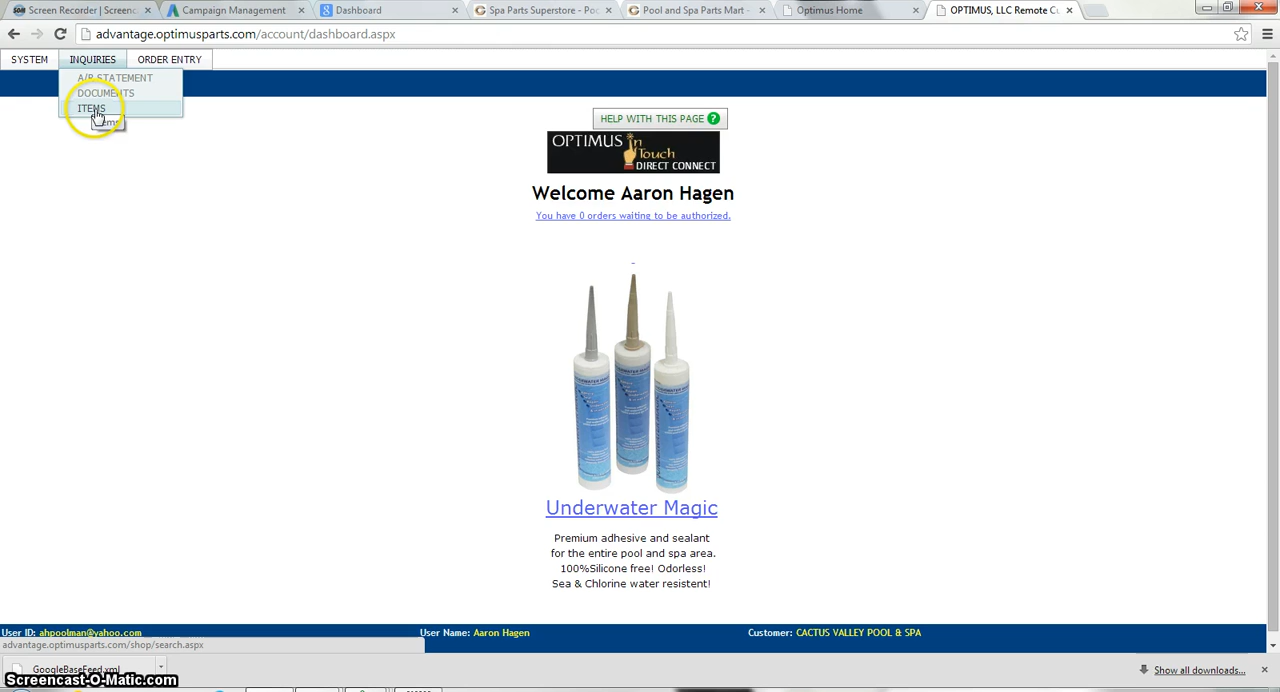 Screen Recorder | Screenc
Campaign Management
Dashboard
Spa Parts Superstore - Poo
Pool and Spa Parts Mart -
Optimus Home
OPTIMUS, LLC Remote Cu
advantage.optimusparts.com/account/dashboard.aspx
SYSTEM INQUIRIES ORDER ENTRY
A/R STATEMENT
DOCUMENTS
ITEMS
HELP WITH THIS PAGE ?
OPTIMUS in
Touch
DIRECT CONNECT
Welcome Aaron Hagen
You have 0 orders waiting to be authorized.
Underwater Magic
Premium adhesive and sealant
for the entire pool and spa area.
100%Silicone free! Odorless!
Sea & Chlorine water resistent!
User ID: ahpoolman@yahoo.com User Name: Aaron Hagen Customer: CACTUS VALLEY POOL & SPA
advantage.optimusparts.com/shop/search.aspx
GoogleBaseFeed.xml
Show all downloads...
Screencast-O-Matic.com